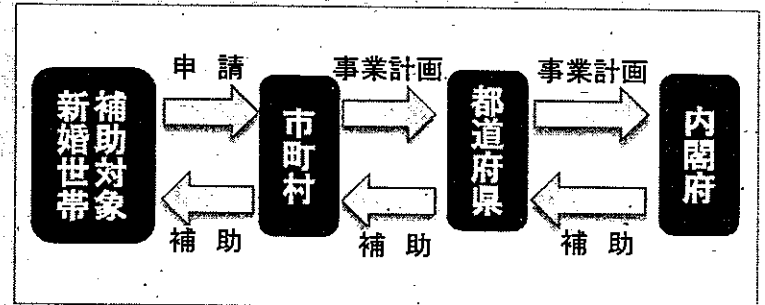 申請
事業計画
事業計画
補助対象
新婚世帯
市町村
都道府県
内閣府
補助
補助
補助